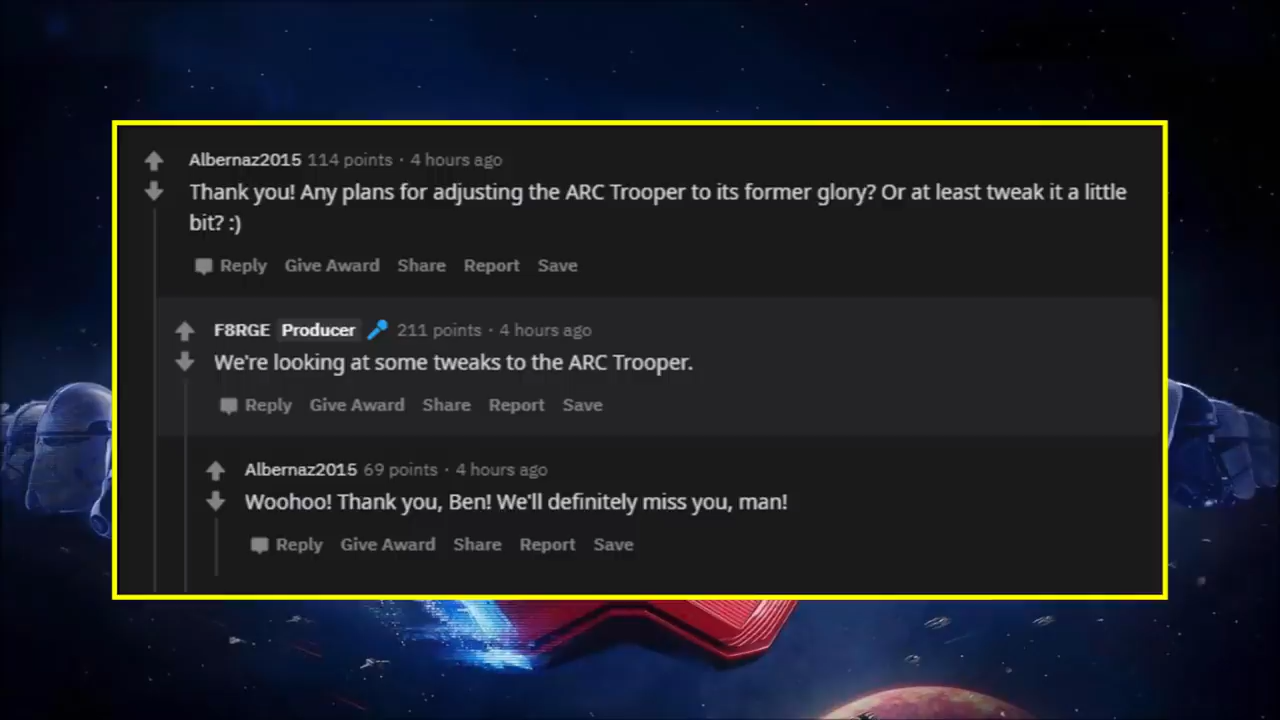 Albernaz2015 114 points · 4 hours ago
Thank you! Any plans for adjusting the ARC Trooper to its former glory? Or at least tweak it a little
bit? :)
Reply Give Award Share Report Save
F8RGE Producer 211 points · 4 hours ago
We're looking at some tweaks to the ARC Trooper.
Reply Give Award Share Report Save
Albernaz2015 69 points · 4 hours ago
Woohoo! Thank you, Ben! We'll definitely miss you, man!
Reply Give Award Share Report Save